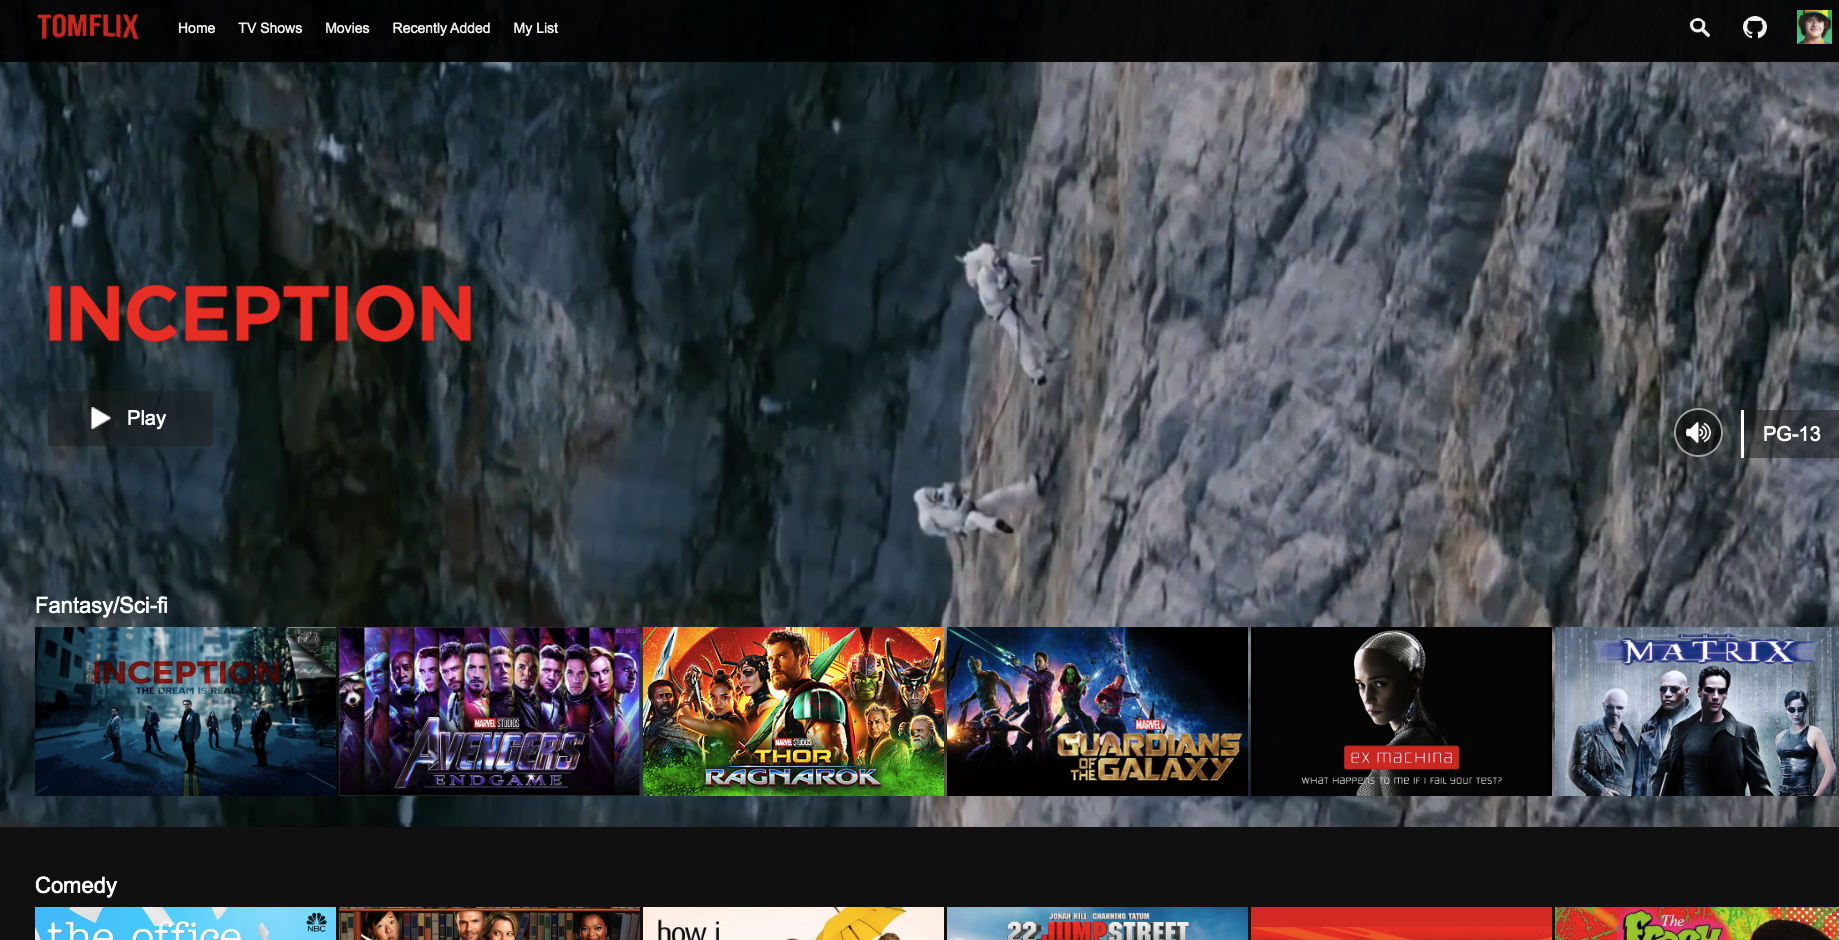 TOMFLIX
Home
TV Shows
Movies
Recently Added
My List
INCEPTION
Play
PG-13
Fantasy/Sci-fi
INCEPTION
THE DREAM IS REAL
MARVEL STUDIOS
AVENGERS
ENDGAME
MARVEL STUDIOS
THOR
RAGNAROK
MARVEL
GUARDIANS
OF THE GALAXY
EX MACHINA
WHAT HAPPENS TO ME IF I FAIL YOUR TEST?
MATRIX
Comedy
the office
NBC
how i
JONAH HILL CHANNING TATUM
22 JUMP STREET
The